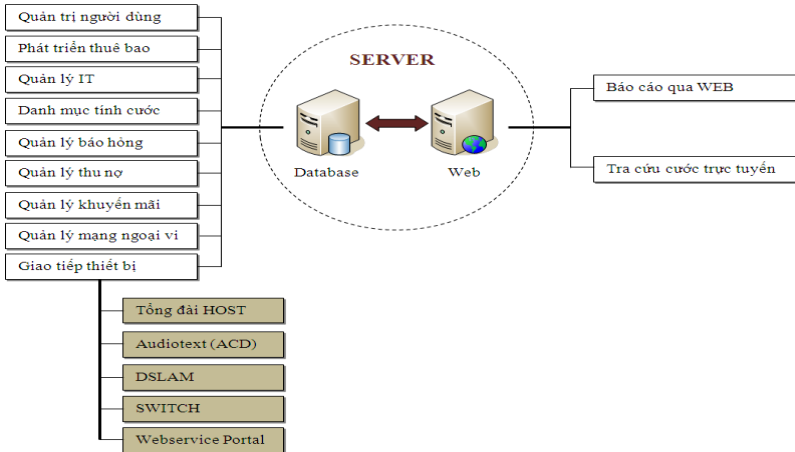 Quản trị người dùng
Phát triển thuê bao
Quản lý IT
Danh mục tính cước
Quản lý báo hỏng
Quản lý thu nợ
Quản lý khuyến mãi
Quản lý mạng ngoại vi
Giao tiếp thiết bị
Tổng đài HOST
Audiotext (ACD)
DSLAM
SWITCH
Webservice Portal
SERVER
Database
Web
Báo cáo qua WEB
Tra cứu cước trực tuyến